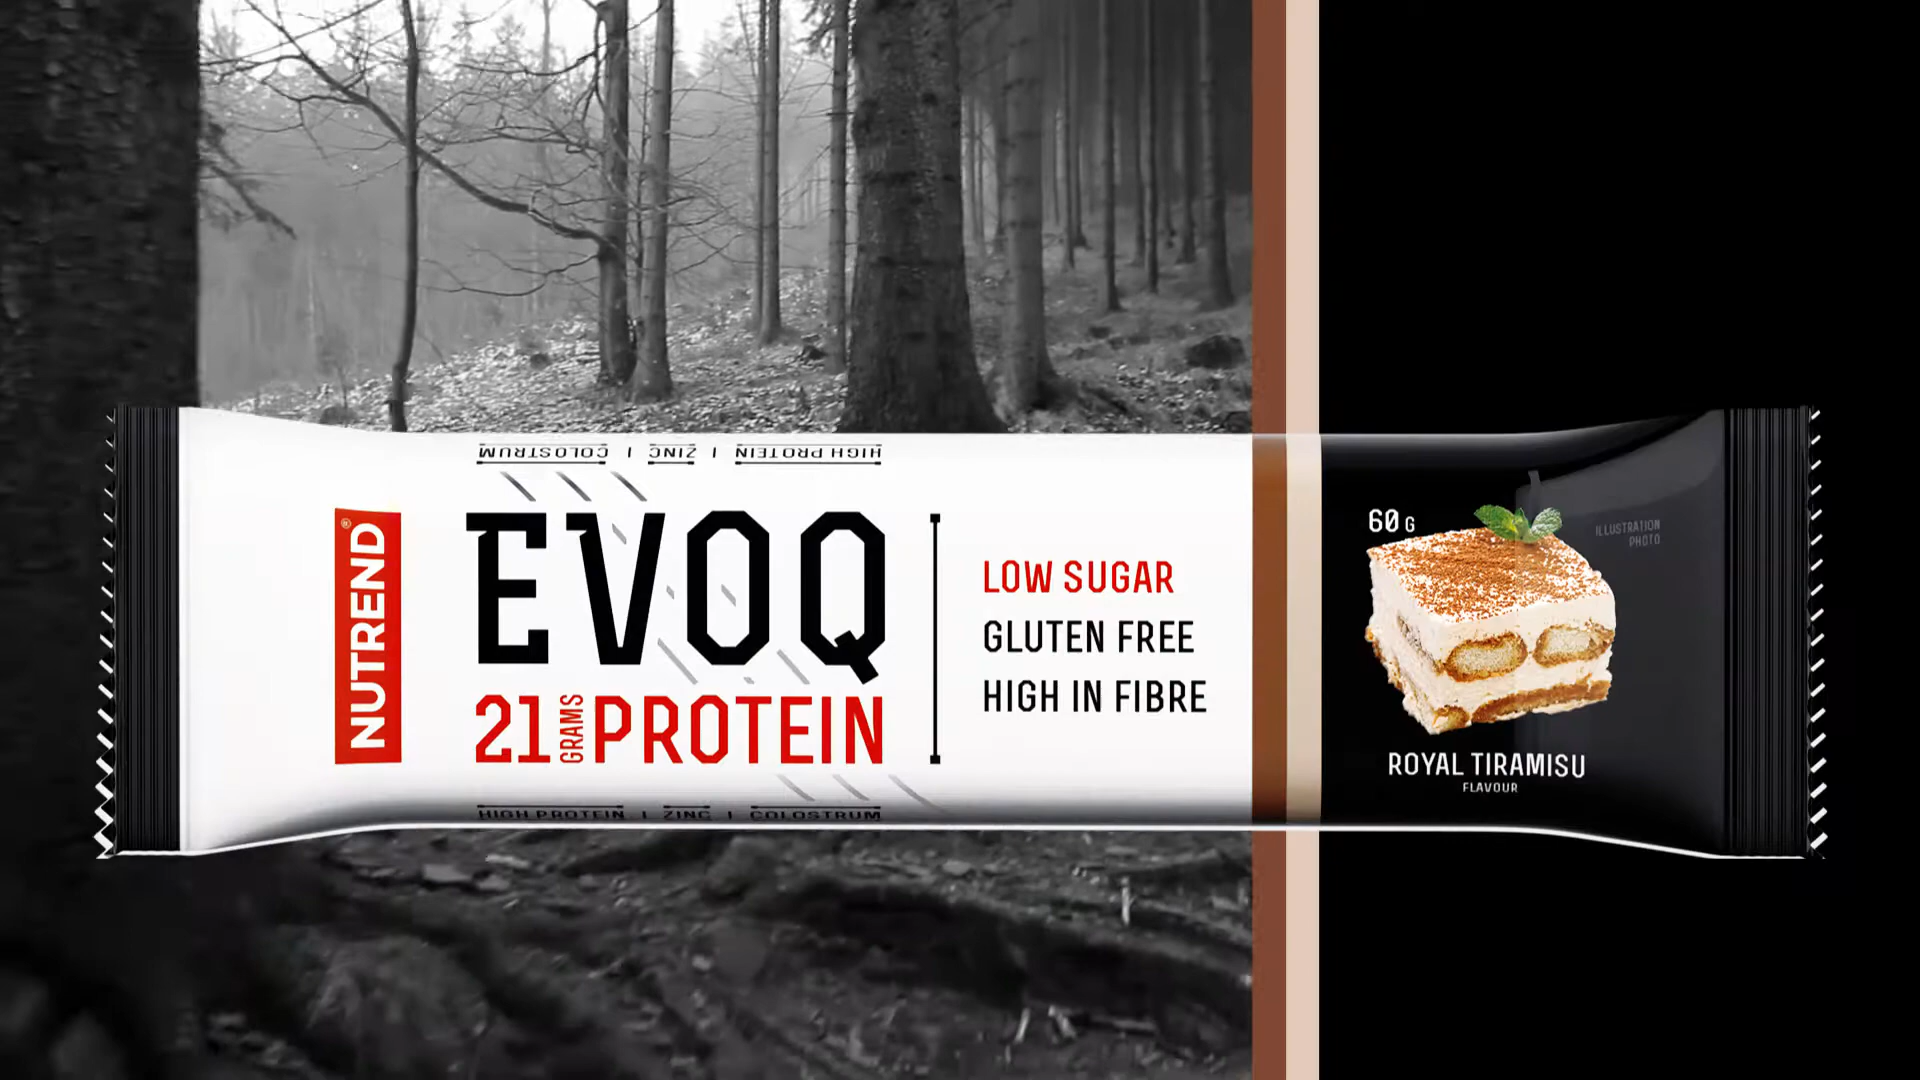 COLOSTRUM | ZINC | HIGH PROTEIN
NUTREND®
EVOQ
21 GRAMS PROTEIN
HIGH PROTEIN | ZINC | COLOSTRUM
LOW SUGAR
GLUTEN FREE
HIGH IN FIBRE
60 G
ILLUSTRATION
PHOTO
ROYAL TIRAMISU
FLAVOUR